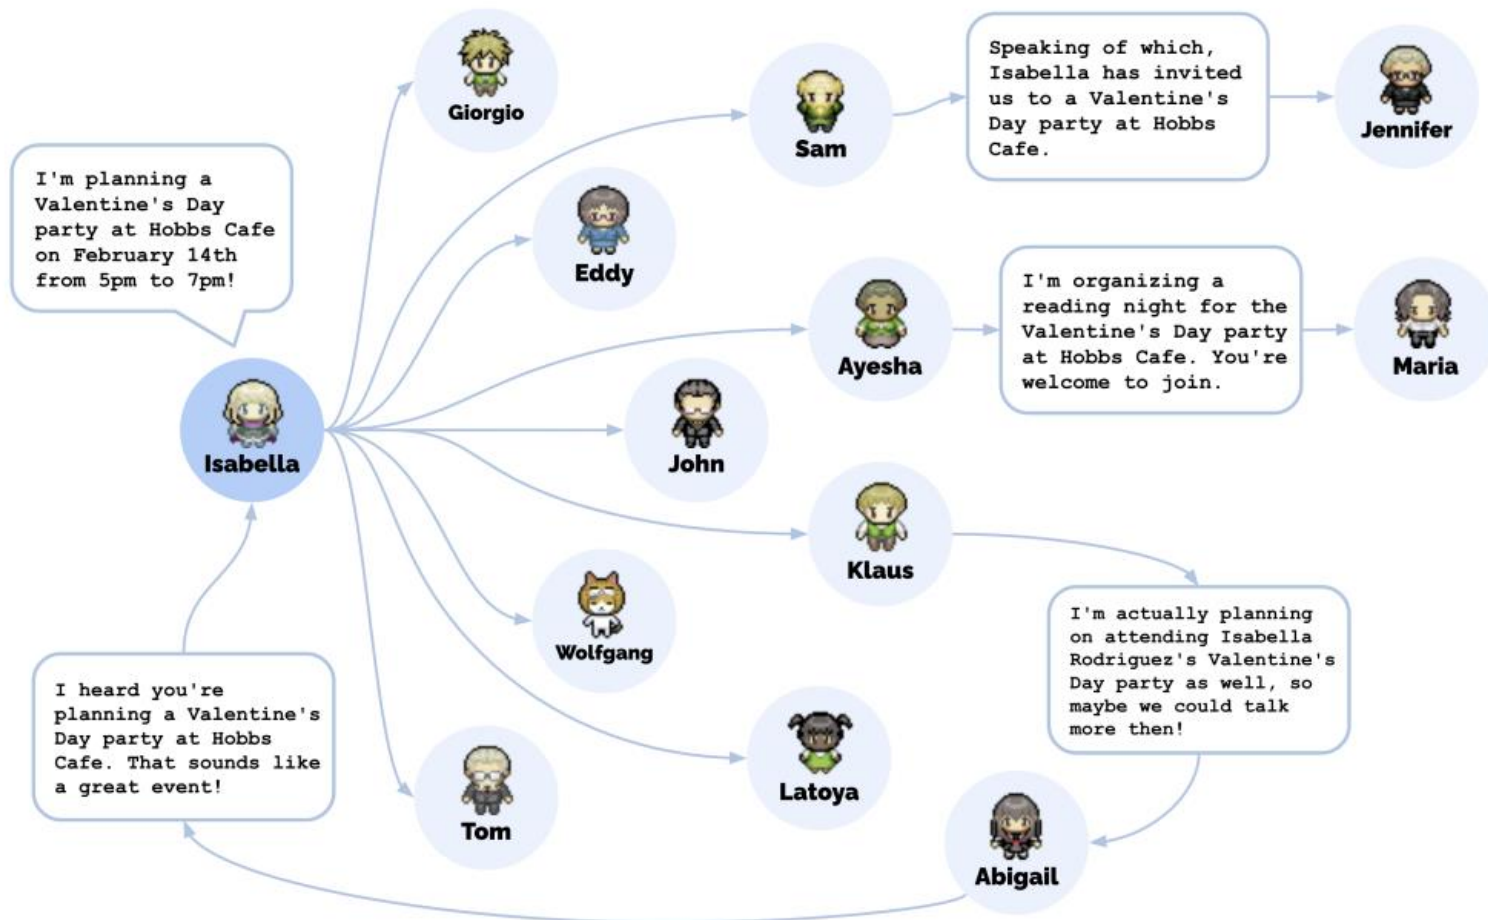 Giorgio
Sam
Speaking of which,
Isabella has invited
us to a Valentine's
Day party at Hobbs
Cafe.
Jennifer
I'm planning a
Valentine's Day
party at Hobbs Cafe
on February 14th
from 5pm to 7pm!
Eddy
Ayesha
I'm organizing a
reading night for the
Valentine's Day party
at Hobbs Cafe. You're
welcome to join.
Maria
Isabella
John
Klaus
Wolfgang
I'm actually planning
on attending Isabella
Rodriguez's Valentine's
Day party as well, so
maybe we could talk
more then!
I heard you're
planning a Valentine's
Day party at Hobbs
Cafe. That sounds like
a great event!
Tom
Latoya
Abigail